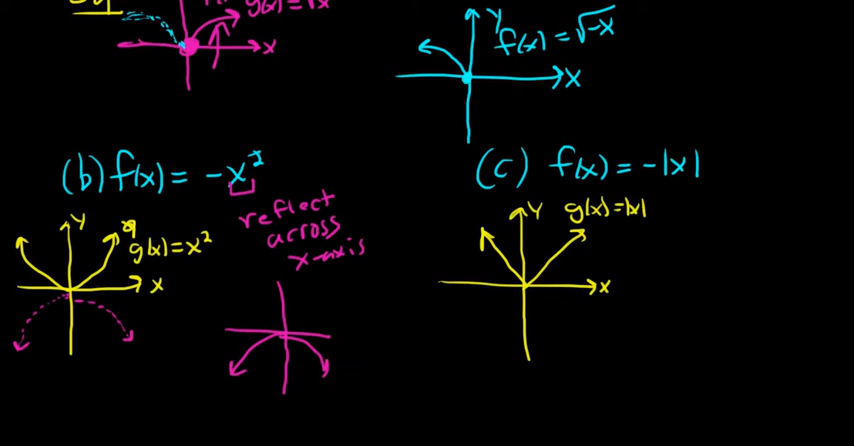 g(x) = √x
x
y
f(x) = √-x
x
(b) f(x) = -x²
reflect
across
x-axis
y
g(x) = x²
x
(c) f(x) = -|x|
y
g(x) = |x|
x